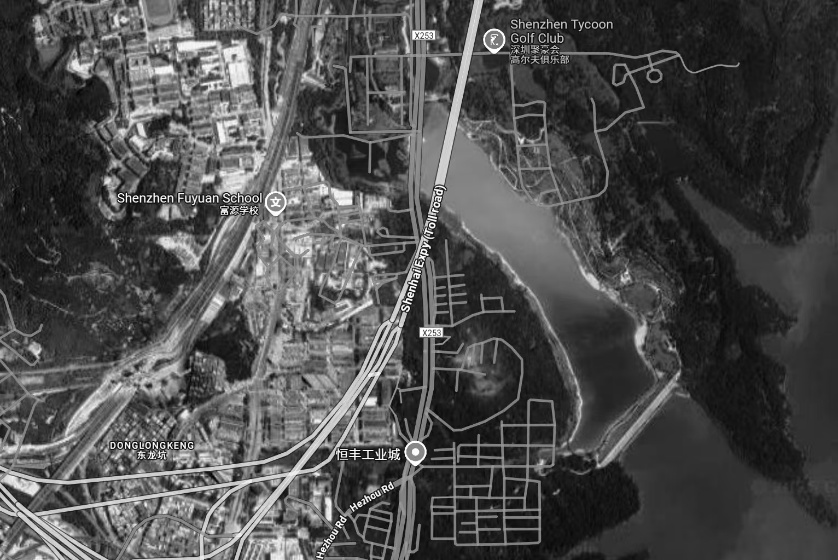 X253
Shenzhen Tycoon
Golf Club
深圳聚豪会
高尔夫俱乐部
Shenzhen Fuyuan School
富源学校
文
Shenhai Expy (Toll road)
X253
DONGLONGKENG
东龙坑
恒丰工业城
Hezhou Rd
Hezhou Rd